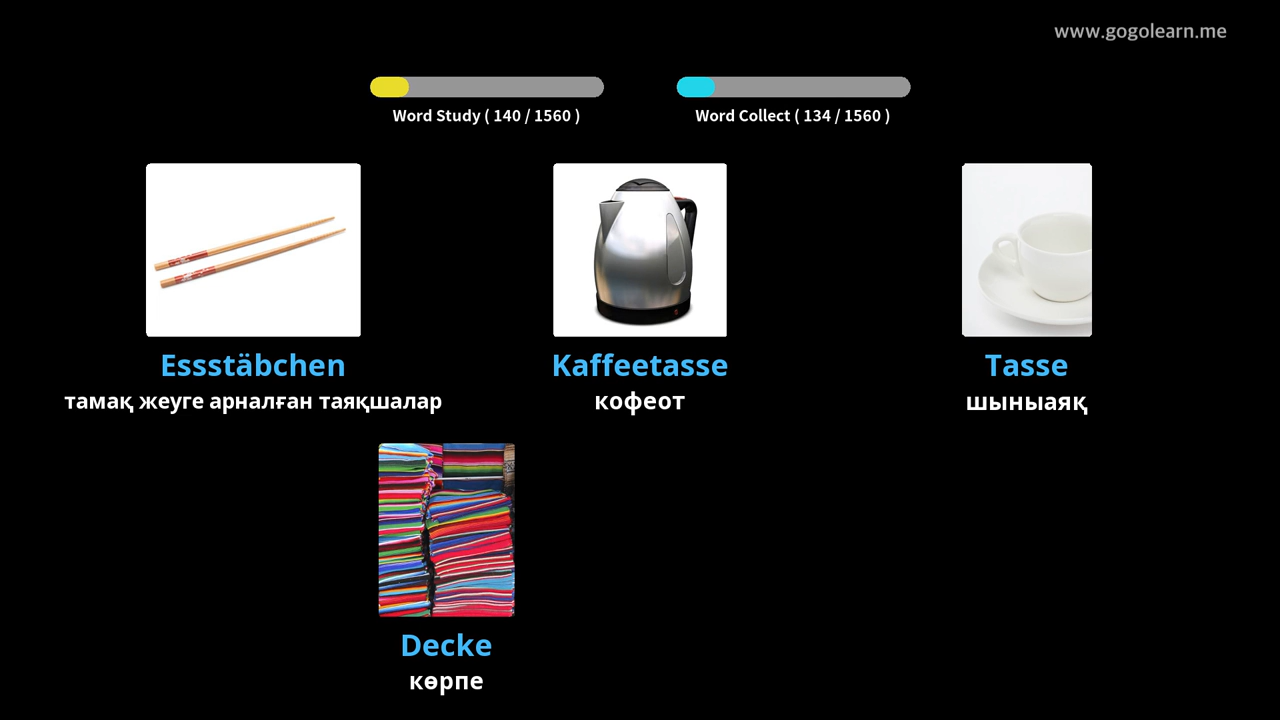 www.gogolearn.me
Word Study ( 140 / 1560 )
Word Collect ( 134 / 1560 )
Essstäbchen
тамақ жеуге арналған таяқшалар
Kaffeetasse
кофеот
Tasse
шыныаяқ
Decke
көрпе